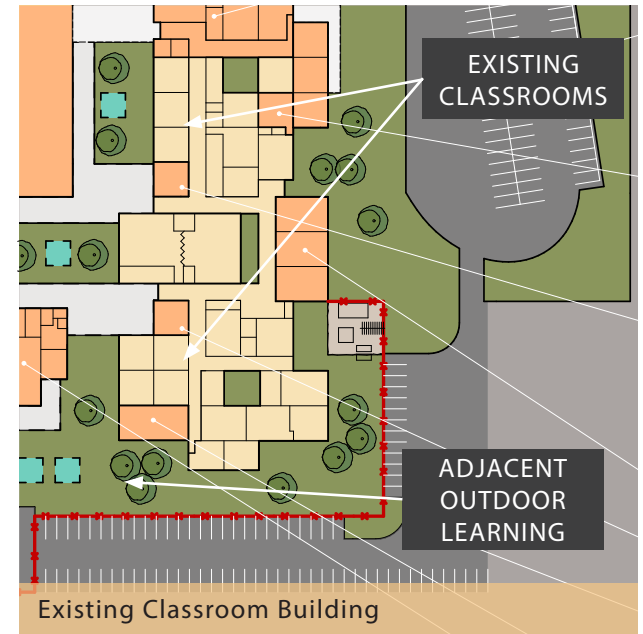 EXISTING
CLASSROOMS
ADJACENT
OUTDOOR
LEARNING
Existing Classroom Building